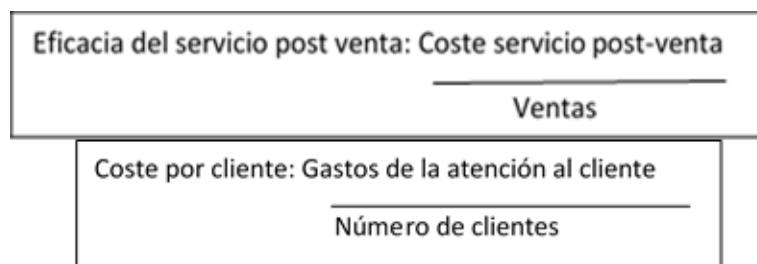 Eficacia del servicio post venta: Coste servicio post-venta
Ventas
Coste por cliente: Gastos de la atención al cliente
Número de clientes